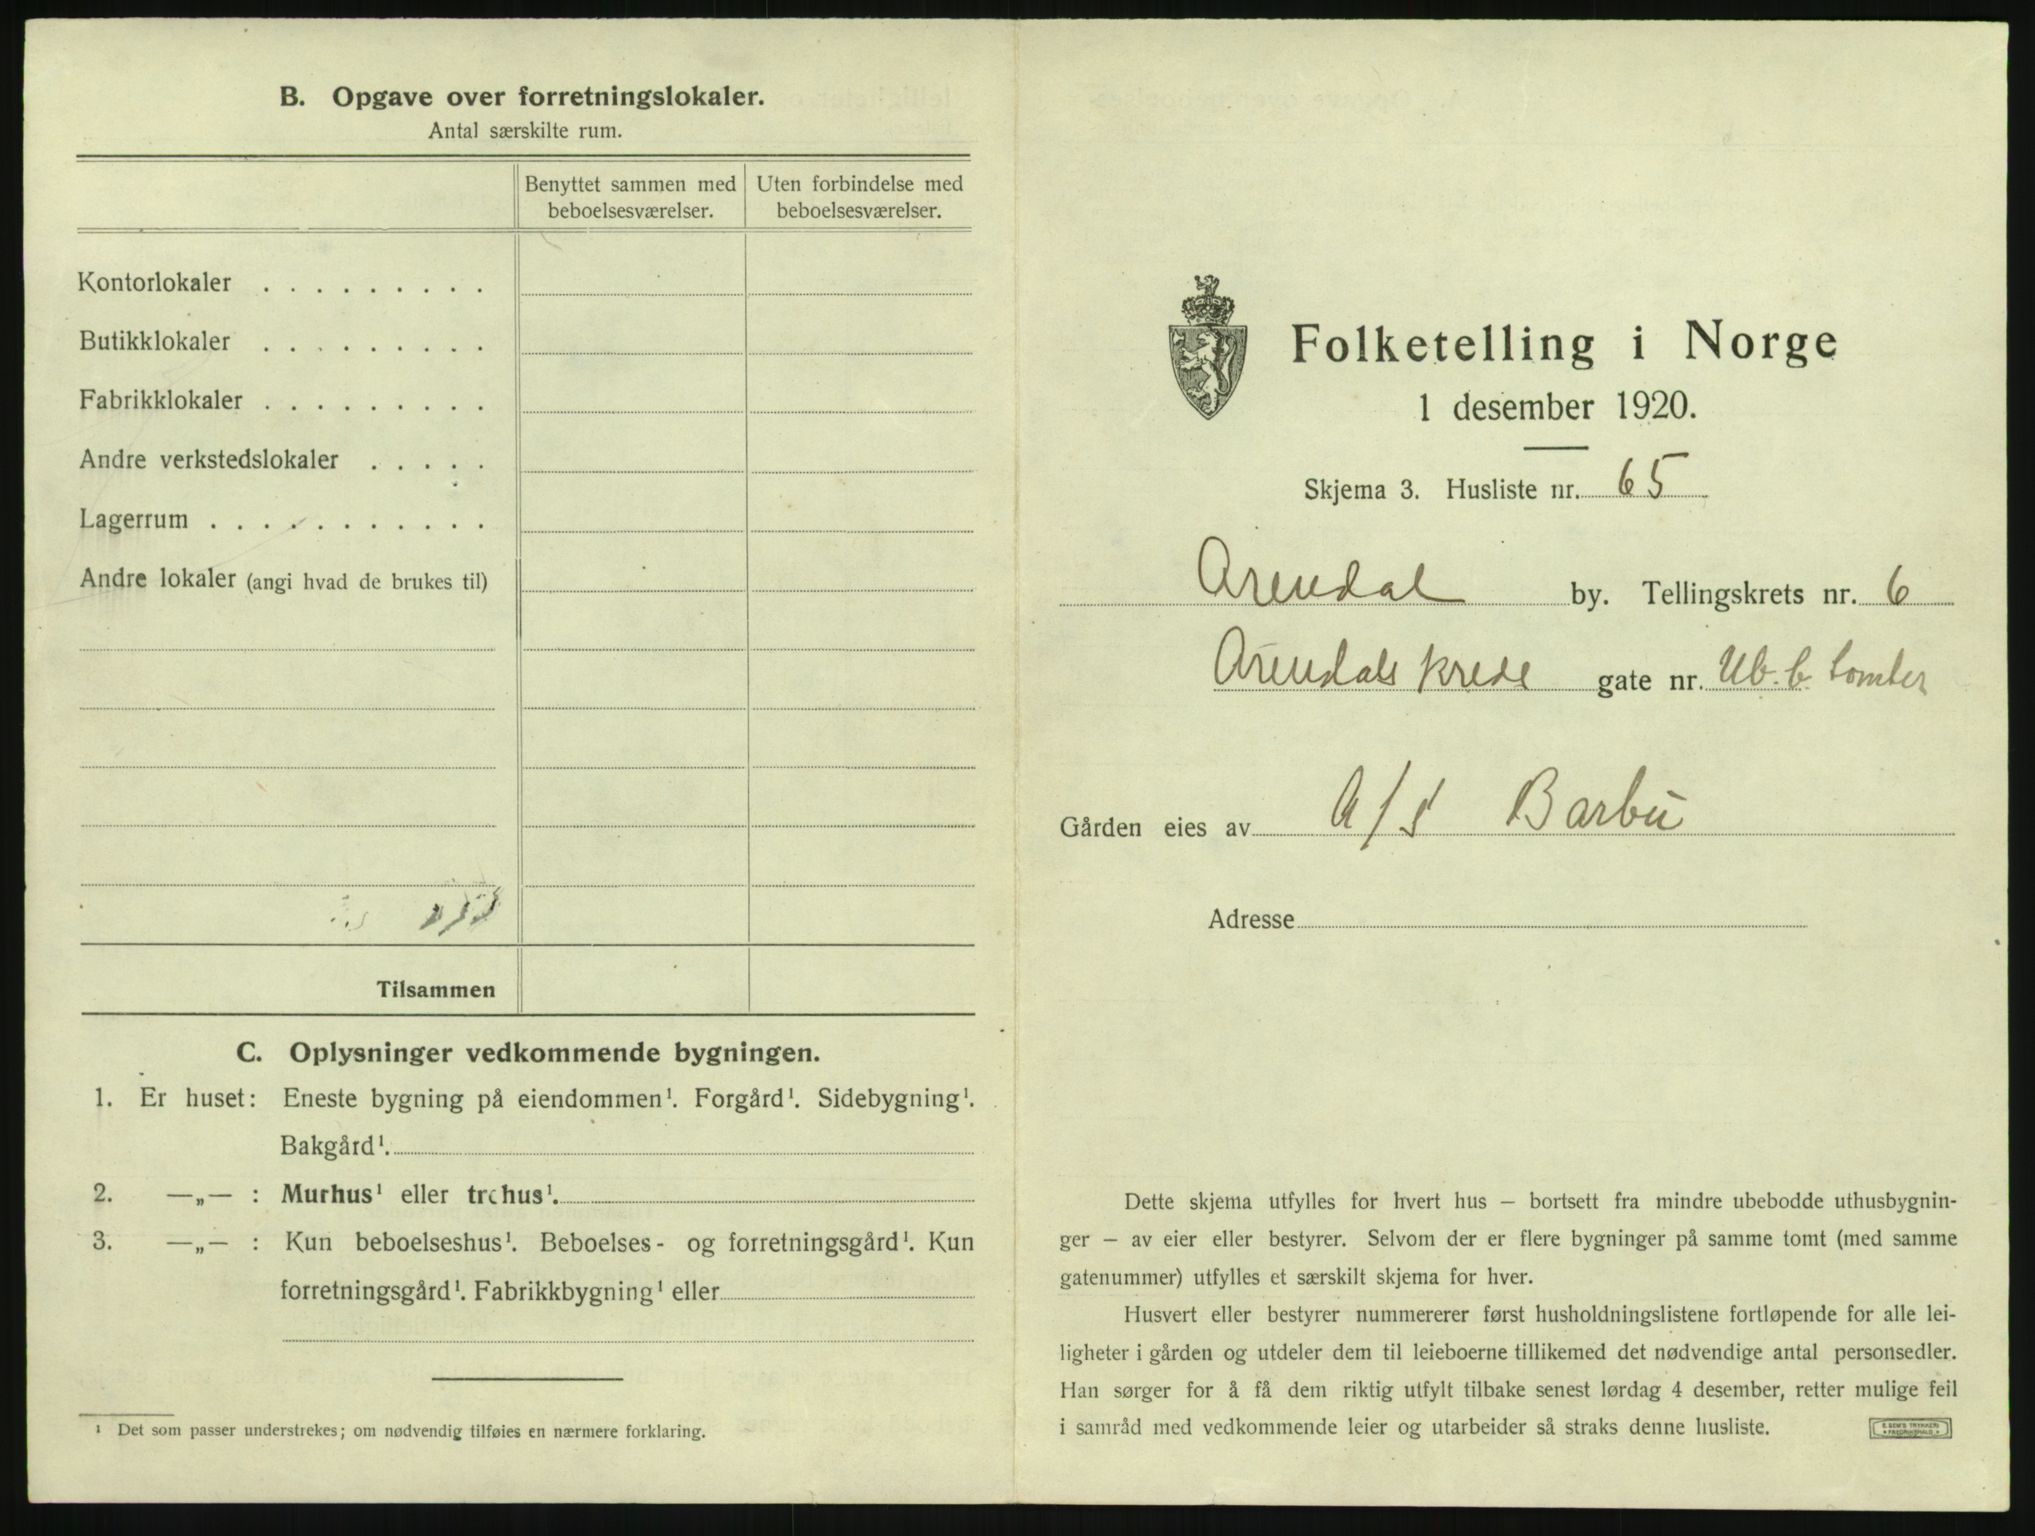 B. Opgave over forretningslokaler.
Antal særskilte rum.
Benyttet sammen med beboelsesværelser.
Uten forbindelse med beboelsesværelser.
Kontorlokaler . . . . . . . . .
Butikklokaler . . . . . . . . .
Fabrikklokaler . . . . . . . . .
Andre verkstedslokaler . . . . .
Lagerrum . . . . . . . . . . .
Andre lokaler (angi hvad de brukes til)
Tilsammen
C. Oplysninger vedkommende bygningen.
1. Er huset: Eneste bygning på eiendommen¹. Forgård¹. Sidebygning¹.
Bakgård¹.
2. —„— : Murhus¹ eller trehus¹.
3. —„— : Kun beboelseshus¹. Beboelses- og forretningsgård¹. Kun
forretningsgård¹. Fabrikkbygning¹ eller
¹ Det som passer understrekes; om nødvendig tilføies en nærmere forklaring.
Folketelling i Norge
1 desember 1920.
Skjema 3. Husliste nr. 65
Arendal by. Tellingskrets nr. 6
Arendals krets gate nr. Ub. b. tomter
Gården eies av A/S Barbu
Adresse
Dette skjema utfylles for hvert hus – bortsett fra mindre ubebodde uthusbygnin-
ger – av eier eller bestyrer. Selvom der er flere bygninger på samme tomt (med samme
gatenummer) utfylles et særskilt skjema for hver.
Husvert eller bestyrer nummererer først husholdningslistene fortløpende for alle lei-
ligheter i gården og utdeler dem til leieboerne tillikemed det nødvendige antal personsedler.
Han sørger for å få dem riktig utfylt tilbake senest lørdag 4 desember, retter mulige feil
i samråd med vedkommende leier og utarbeider så straks denne husliste.